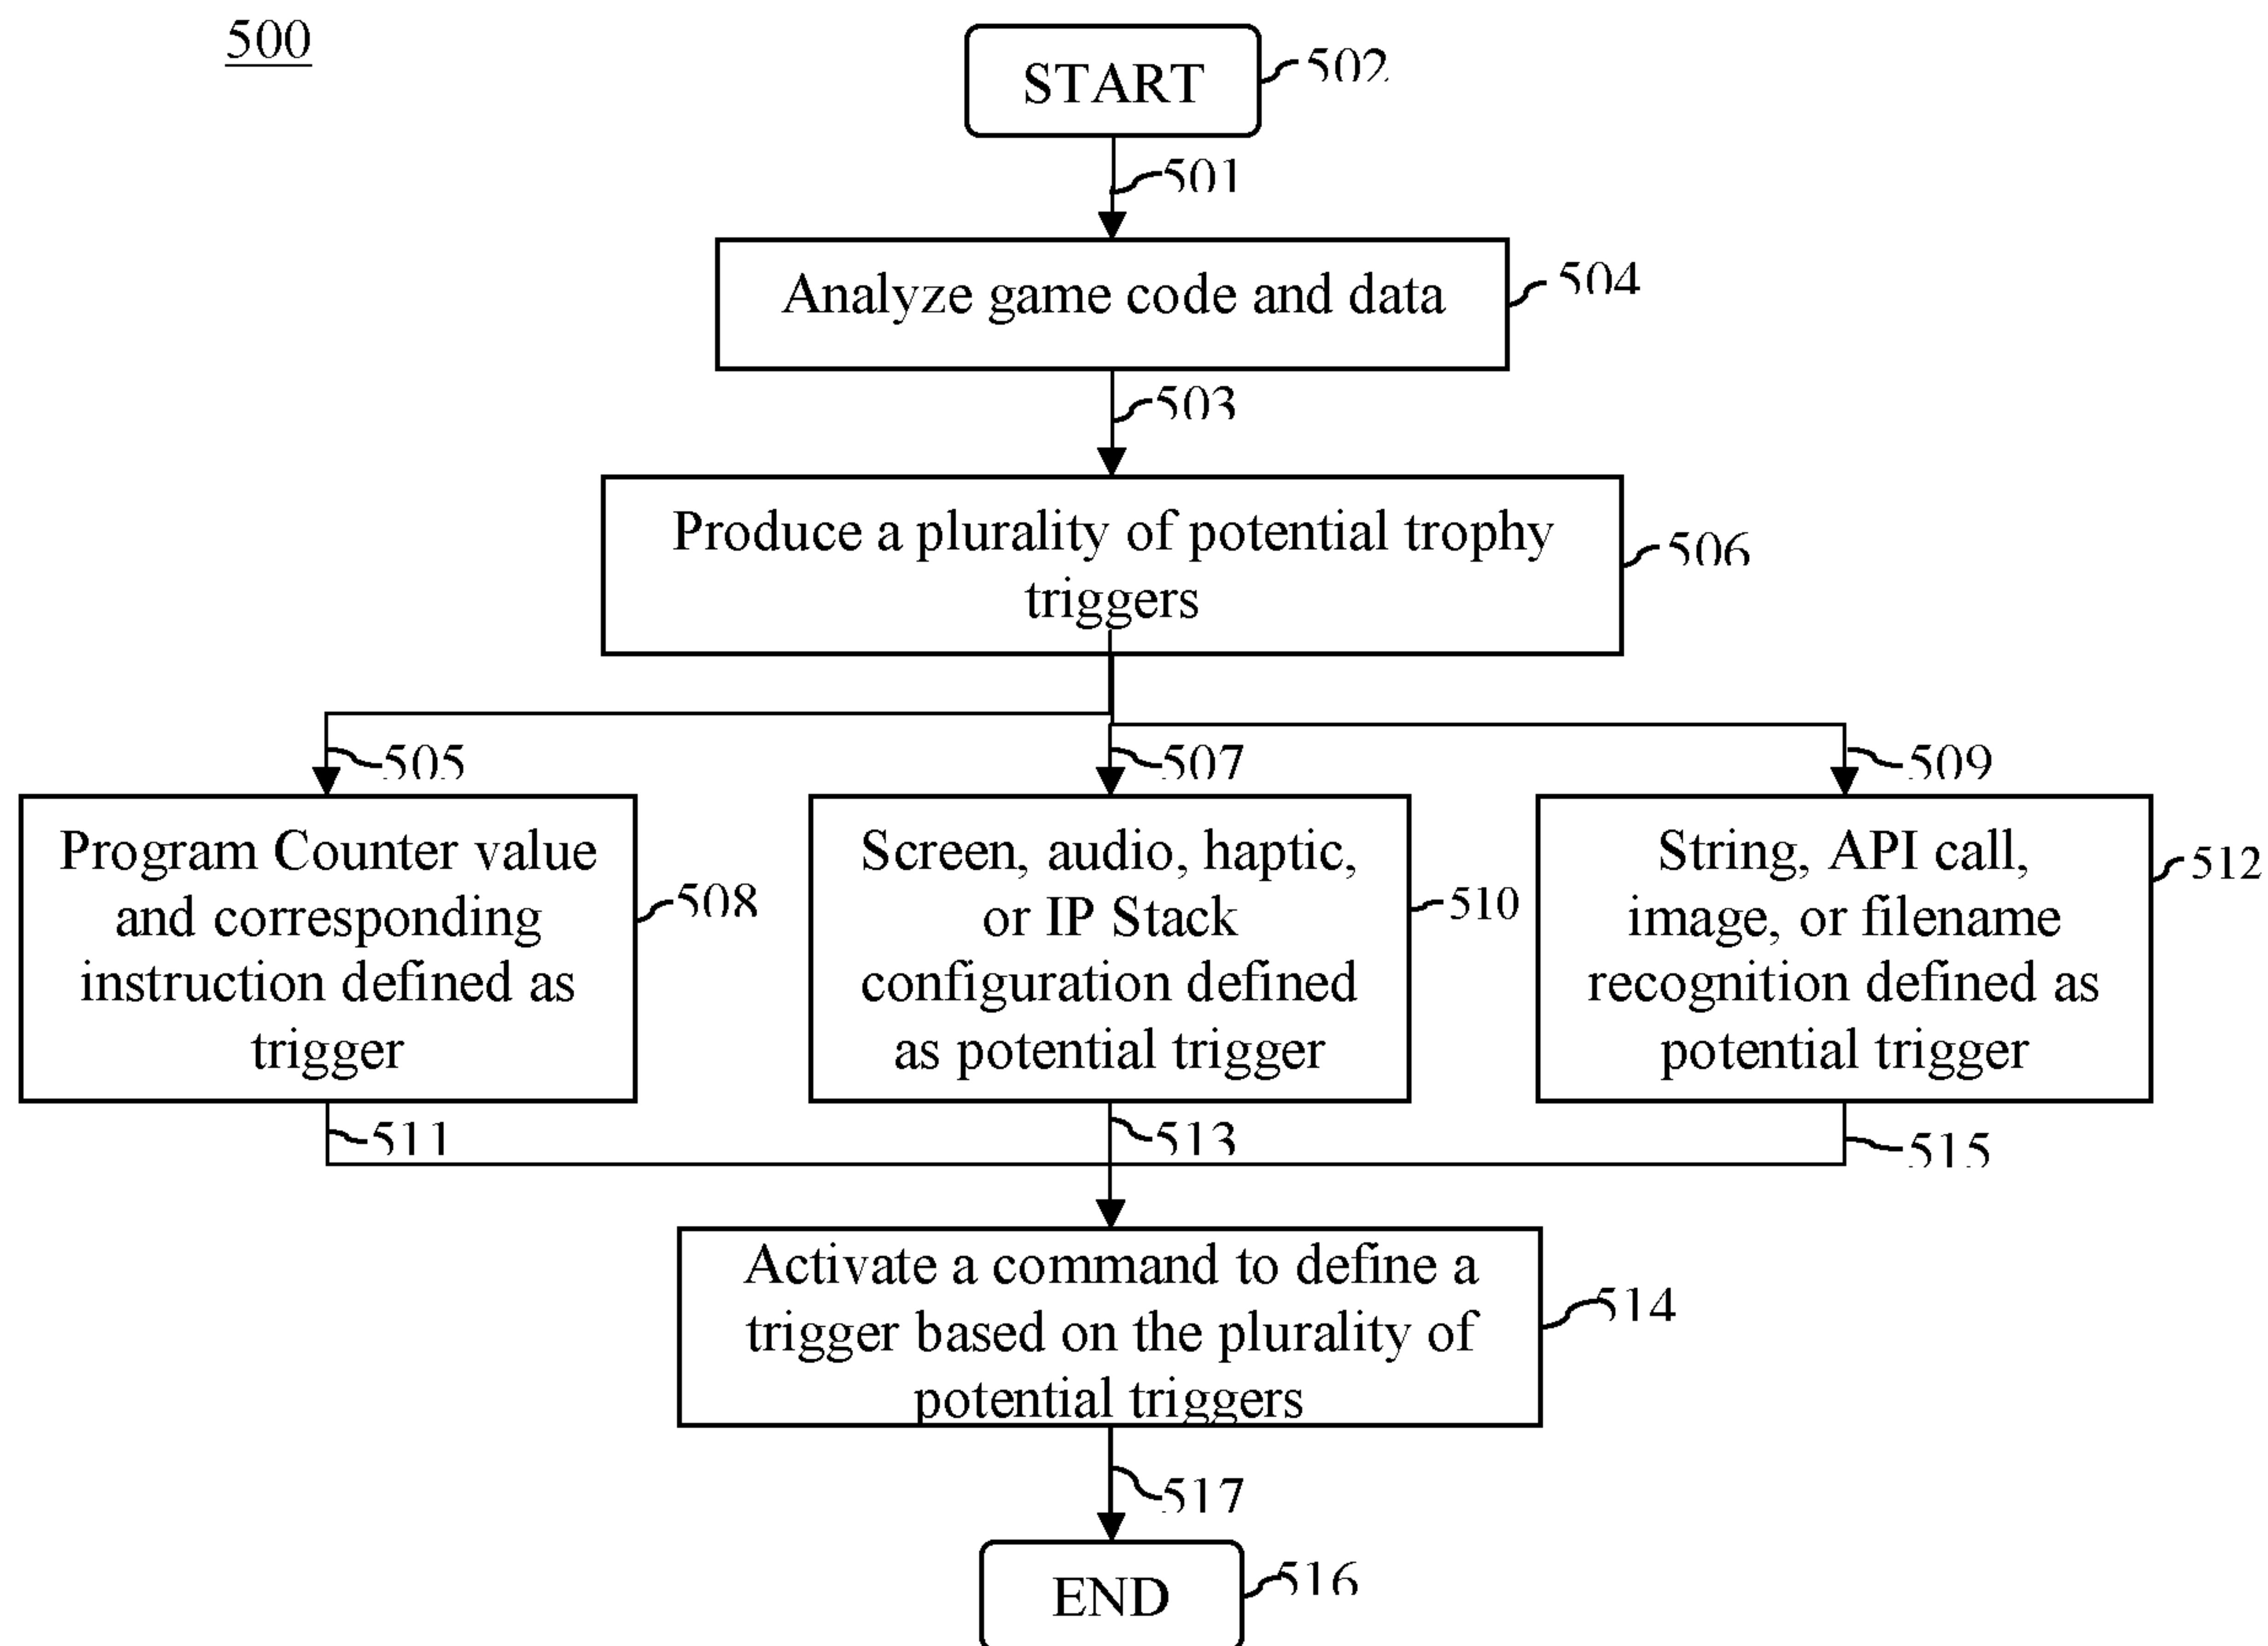 500
START
502
501
Analyze game code and data
504
503
Produce a plurality of potential trophy
triggers
506
505
507
509
Program Counter value
and corresponding
instruction defined as
trigger
508
Screen, audio, haptic,
or IP Stack
configuration defined
as potential trigger
510
String, API call,
image, or filename
recognition defined as
potential trigger
512
511
513
515
Activate a command to define a
trigger based on the plurality of
potential triggers
514
517
END
516